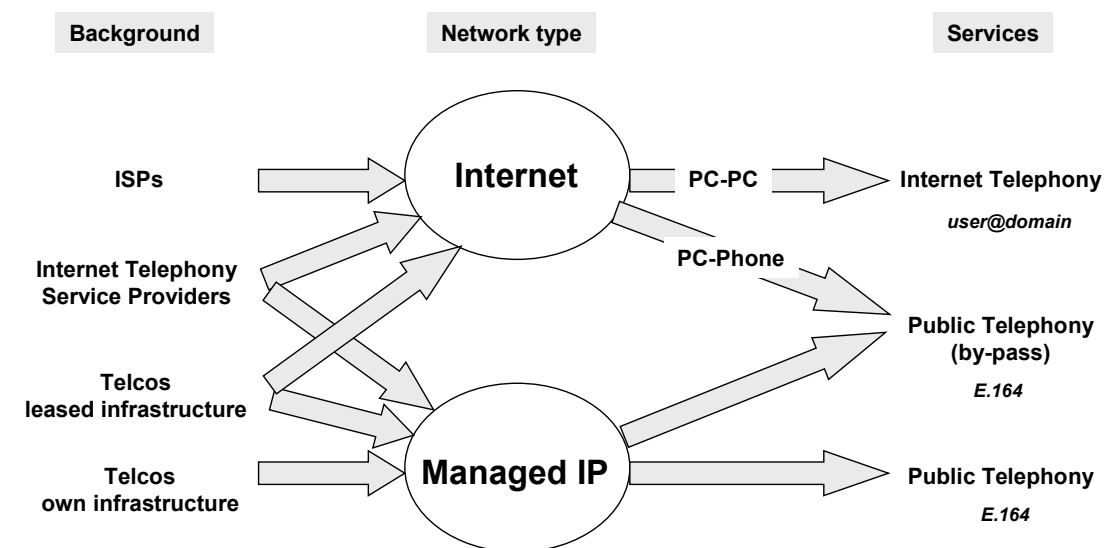 Background
Network type
Services
ISPs
Internet
PC-PC
Internet Telephony
user@domain
Internet Telephony
Service Providers
PC-Phone
Public Telephony
(by-pass)
E.164
Telcos
leased infrastructure
Telcos
own infrastructure
Managed IP
Public Telephony
E.164